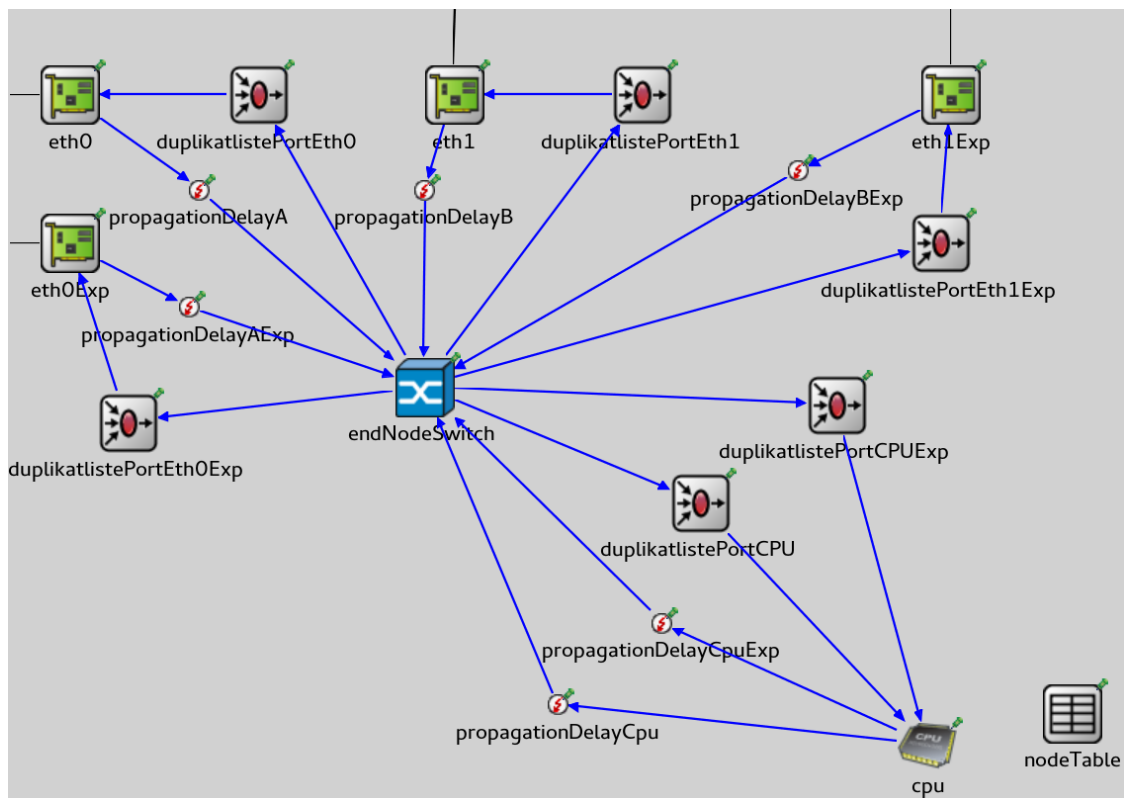 eth0
duplikatlistePortEth0
eth1
duplikatlistePortEth1
eth1Exp
propagationDelayA
propagationDelayB
propagationDelayBExp
eth0Exp
duplikatlistePortEth1Exp
propagationDelayAExp
endNodeSwitch
duplikatlistePortCPUExp
duplikatlistePortEth0Exp
duplikatlistePortCPU
propagationDelayCpuExp
propagationDelayCpu
CPU
nodeTable
cpu